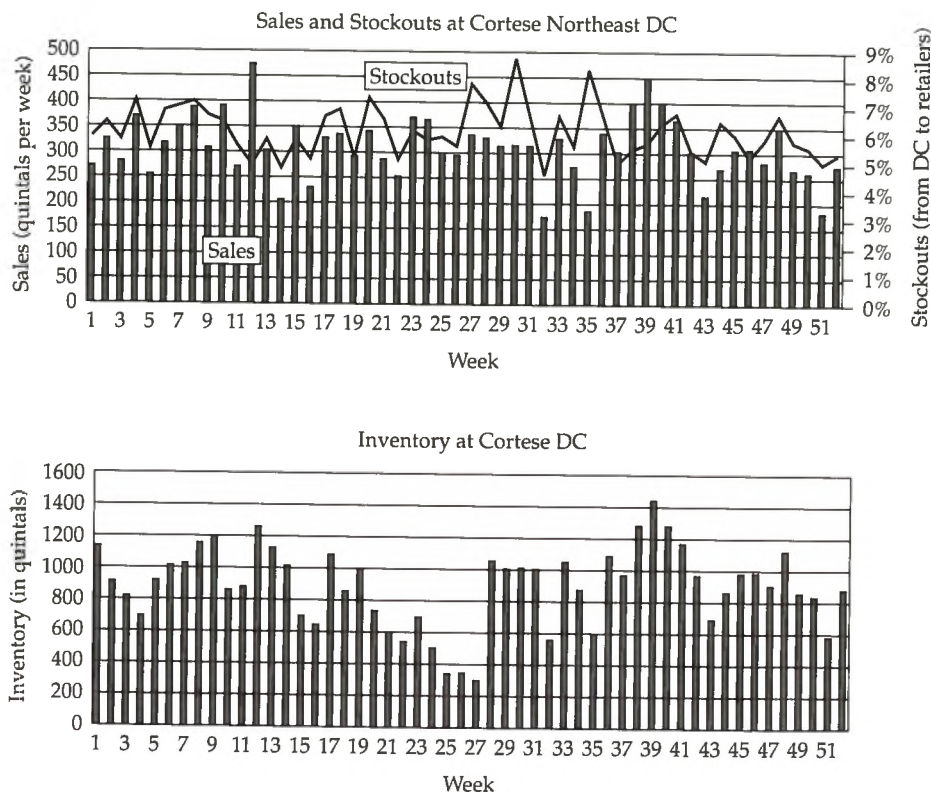 Sales and Stockouts at Cortese Northeast DC
Sales (quintals per week)
500
450
400
350
300
250
200
150
100
50
0
Stockouts
Sales
9%
8%
7%
6%
5%
4%
3%
2%
1%
0%
Stockouts (from DC to retailers)
1 3 5 7 9 11 13 15 17 19 21 23 25 27 29 31 33 35 37 39 41 43 45 47 49 51
Week
Inventory at Cortese DC
Inventory (in quintals)
1600
1400
1200
1000
800
600
400
200
0
1 3 5 7 9 11 13 15 17 19 21 23 25 27 29 31 33 35 37 39 41 43 45 47 49 51
Week